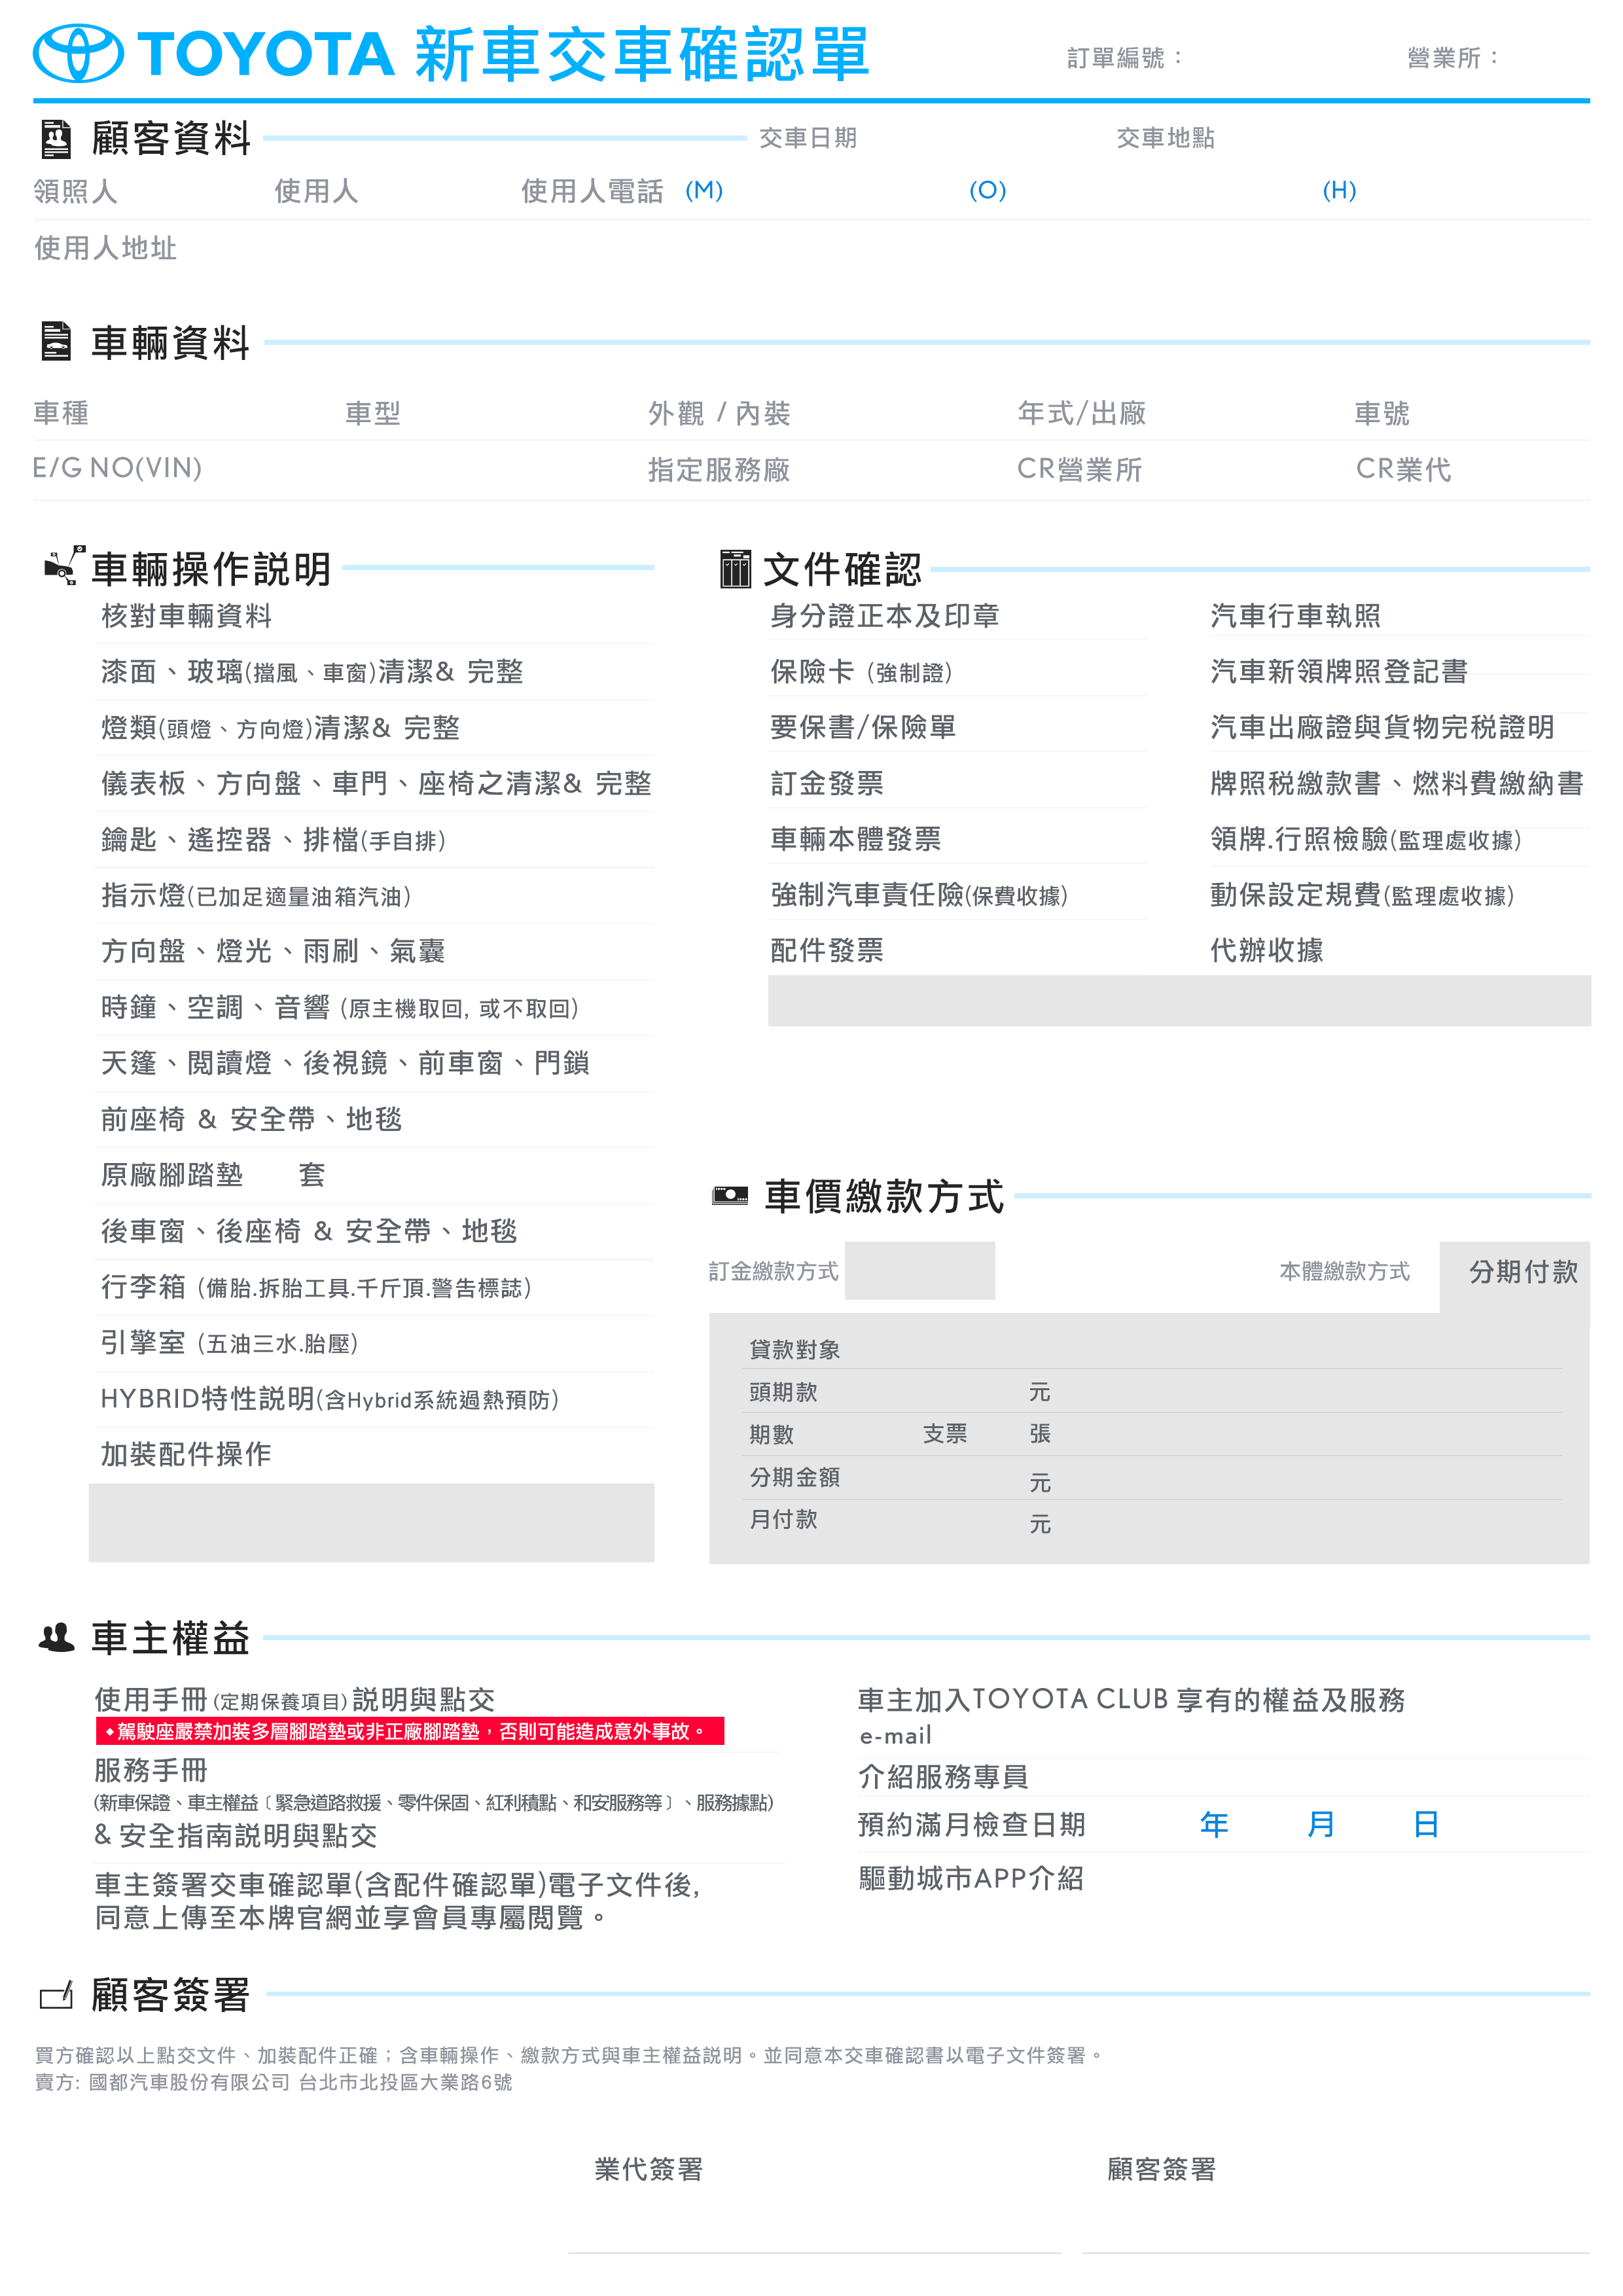 TOYOTA 新車交車確認單 訂單編號： 營業所：
顧客資料 交車日期 交車地點
領照人 使用人 使用人電話 (M) (O) (H)
使用人地址
車輛資料
車種 車型 外觀 / 內裝 年式/出廠 車號
E/G NO(VIN) 指定服務廠 CR營業所 CR業代
車輛操作説明
核對車輛資料
漆面、玻璃(擋風、車窗)清潔& 完整
燈類(頭燈、方向燈)清潔& 完整
儀表板、方向盤、車門、座椅之清潔& 完整
鑰匙、遙控器、排檔(手自排)
指示燈(已加足適量油箱汽油)
方向盤、燈光、雨刷、氣囊
時鐘、空調、音響 (原主機取回, 或不取回)
天篷、閱讀燈、後視鏡、前車窗、門鎖
前座椅 & 安全帶、地毯
原廠腳踏墊 套
後車窗、後座椅 & 安全帶、地毯
行李箱 (備胎.拆胎工具.千斤頂.警告標誌)
引擎室 (五油三水.胎壓)
HYBRID特性説明(含Hybrid系統過熱預防)
加裝配件操作
文件確認
身分證正本及印章
保險卡 (強制證)
要保書/保險單
訂金發票
車輛本體發票
強制汽車責任險(保費收據)
配件發票
汽車行車執照
汽車新領牌照登記書
汽車出廠證與貨物完税證明
牌照税繳款書、燃料費繳納書
領牌.行照檢驗(監理處收據)
動保設定規費(監理處收據)
代辦收據
車價繳款方式
訂金繳款方式 本體繳款方式 分期付款
貸款對象
頭期款 元
期數 支票 張
分期金額 元
月付款 元
車主權益
使用手冊(定期保養項目)説明與點交
◆駕駛座嚴禁加裝多層腳踏墊或非正廠腳踏墊，否則可能造成意外事故。
服務手冊
(新車保證、車主權益〔緊急道路救援、零件保固、紅利積點、和安服務等〕、服務據點)
& 安全指南説明與點交
車主簽署交車確認單(含配件確認單)電子文件後,
同意上傳至本牌官網並享會員專屬閱覽。
車主加入TOYOTA CLUB 享有的權益及服務
e-mail
介紹服務專員
預約滿月檢查日期 年 月 日
驅動城市APP介紹
顧客簽署
買方確認以上點交文件、加裝配件正確；含車輛操作、繳款方式與車主權益説明。並同意本交車確認書以電子文件簽署。
賣方: 國都汽車股份有限公司 台北市北投區大業路6號
業代簽署 顧客簽署